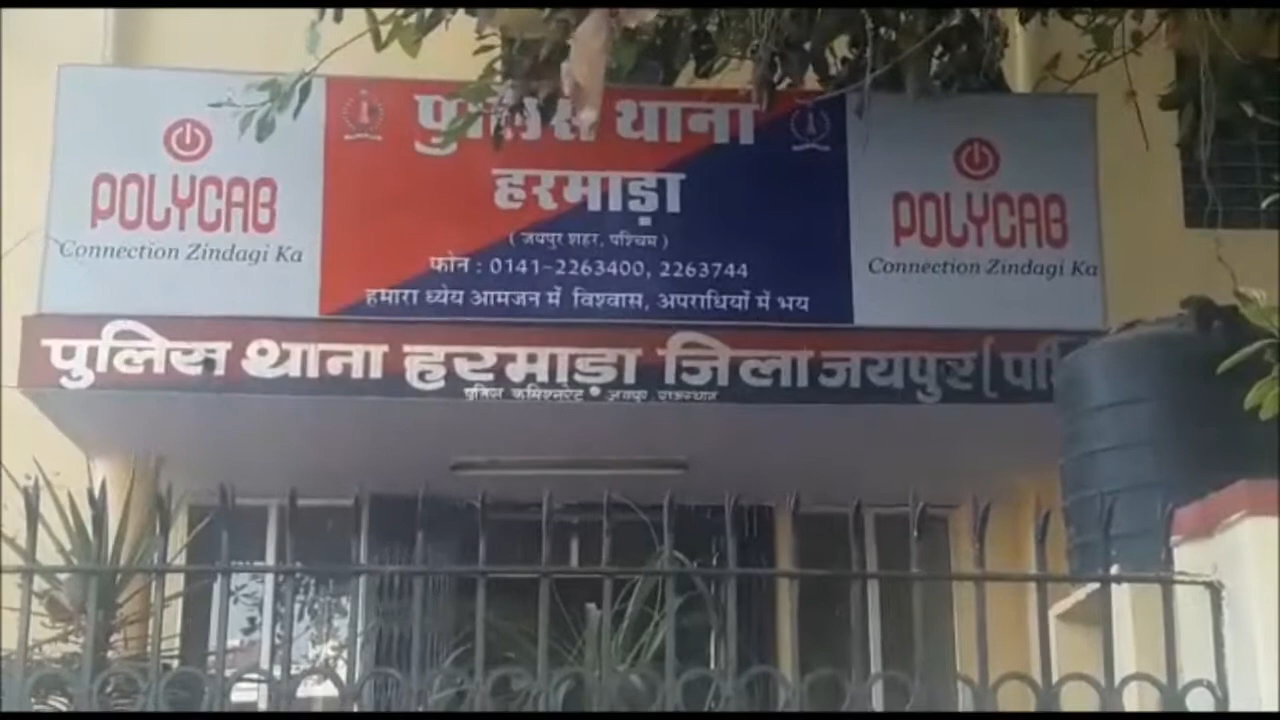 POLYCAB
Connection Zindagi Ka
पुलिस थाना
हरमाड़ा
( जयपुर शहर, पश्चिम )
फोन : 0141-2263400, 2263744
हमारा ध्येय आमजन में विश्वास, अपराधियों में भय
POLYCAB
Connection Zindagi Ka
पुलिस थाना हरमाड़ा जिला जयपुर
पुलिस कमिश्नरेट जयपुर राजस्थान